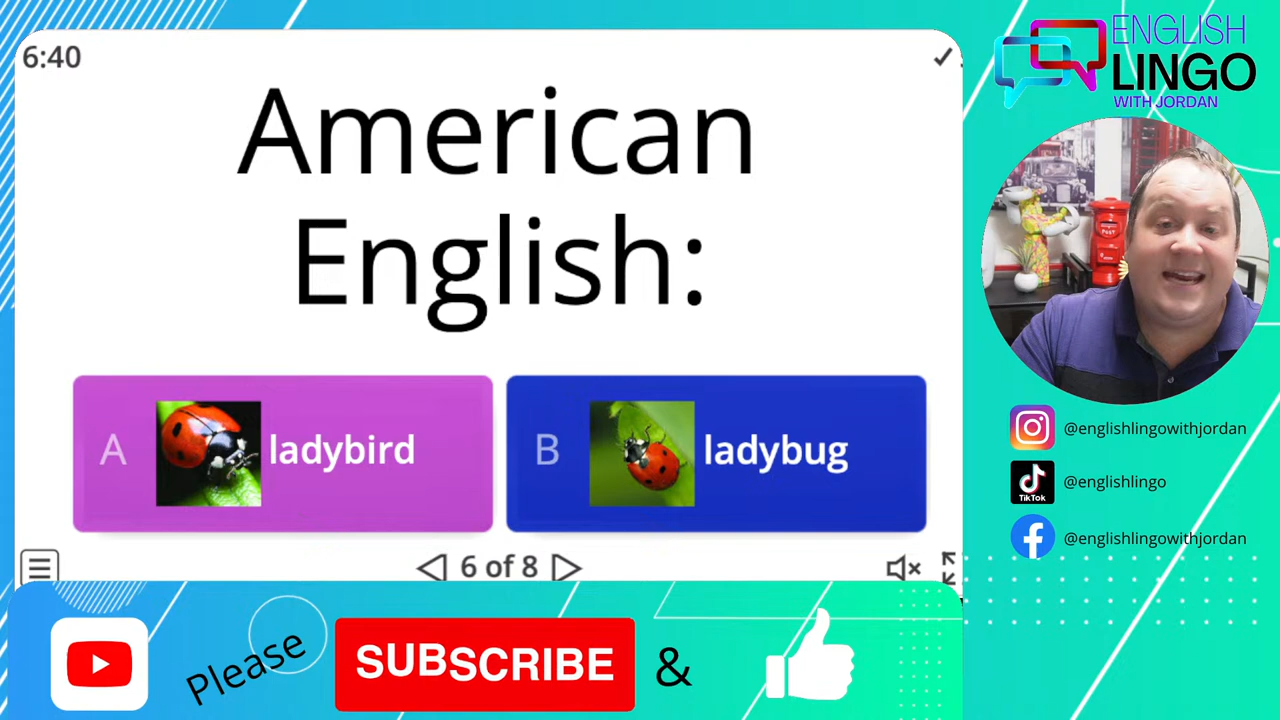 6:40
American
English:
A ladybird
B ladybug
6 of 8
Please SUBSCRIBE &
ENGLISH
LINGO
WITH JORDAN
POST
@englishlingowithjordan
TikTok
@englishlingo
@englishlingowithjordan